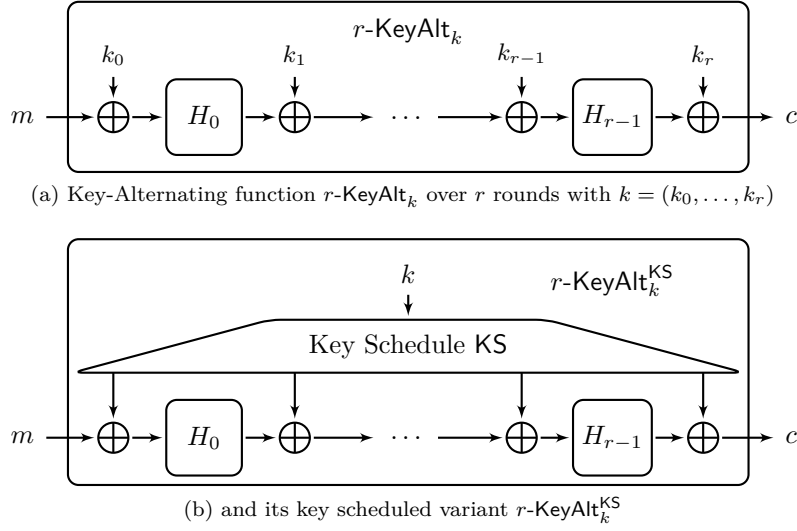 r-KeyAlt_k
k_0 k_1 k_{r−1} k_r
m H_0 ··· H_{r−1} c
(a) Key-Alternating function r-KeyAlt_k over r rounds with k = (k_0, . . . , k_r)
r-KeyAlt_k^KS
k
Key Schedule KS
m H_0 ··· H_{r−1} c
(b) and its key scheduled variant r-KeyAlt_k^KS